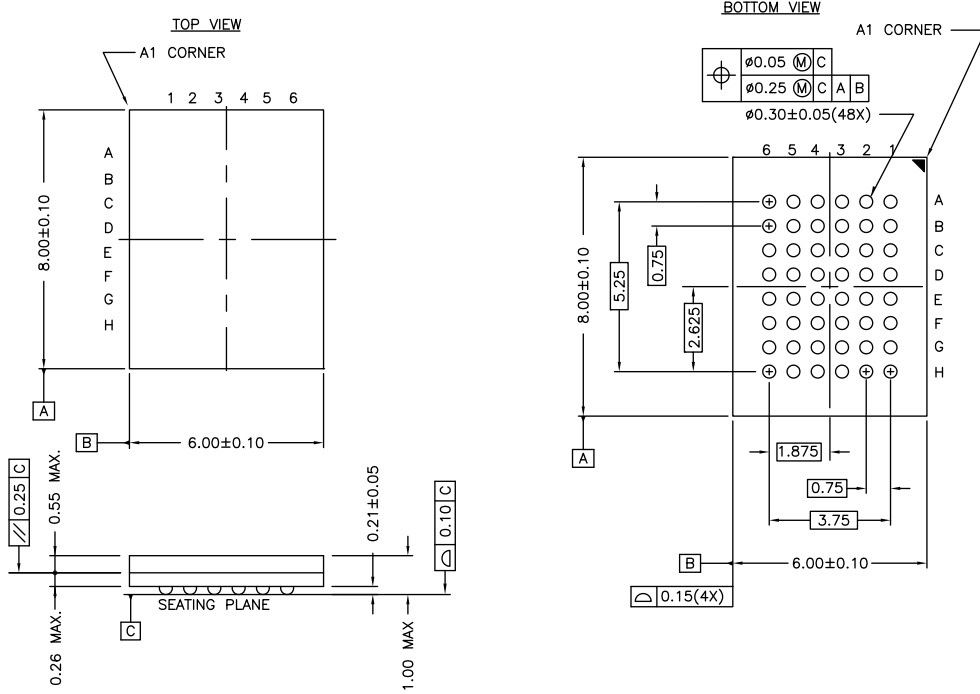 TOP VIEW
A1 CORNER
1 2 3 4 5 6
A
B
C
D
E
F
G
H
8.00±0.10
A
B
6.00±0.10
⫽ 0.25 C
0.55 MAX.
0.26 MAX.
SEATING PLANE
C
0.21±0.05
1.00 MAX
⌓ 0.10 C
BOTTOM VIEW
A1 CORNER
⌖ ø0.05 Ⓜ C
ø0.25 Ⓜ C A B
ø0.30±0.05(48X)
6 5 4 3 2 1
A
B
C
D
E
F
G
H
8.00±0.10
5.25
0.75
2.625
A
1.875
0.75
3.75
B
6.00±0.10
⌓ 0.15(4X)